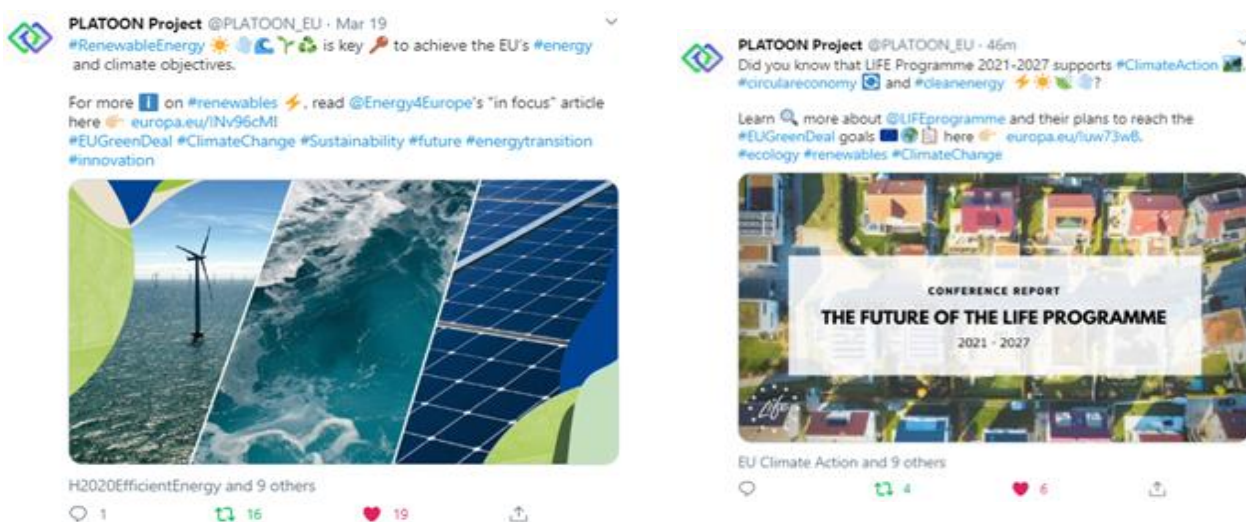 PLATOON Project @PLATOON_EU · Mar 19
#RenewableEnergy ☀️ 💨 🌊 🌱 ♻️ is key 🔑 to achieve the EU's #energy
and climate objectives.
For more ℹ️ on #renewables ⚡, read @Energy4Europe's "in focus" article
here 👉 europa.eu/!Nv96cM!
#EUGreenDeal #ClimateChange #Sustainability #future #energytransition
#innovation
H2020EfficientEnergy and 9 others
1 16 19
PLATOON Project @PLATOON_EU · 46m
Did you know that LIFE Programme 2021-2027 supports #ClimateAction 🏞️,
#circulareconomy 🔄 and #cleanenergy ⚡ ☀️ 🍃 💨?
Learn 🔍 more about @LIFEprogramme and their plans to reach the
#EUGreenDeal goals 🇪🇺 🌍 📋 here 👉 europa.eu/!uw73wB.
#ecology #renewables #ClimateChange
CONFERENCE REPORT
THE FUTURE OF THE LIFE PROGRAMME
2021 - 2027
Life
EU Climate Action and 9 others
4 6